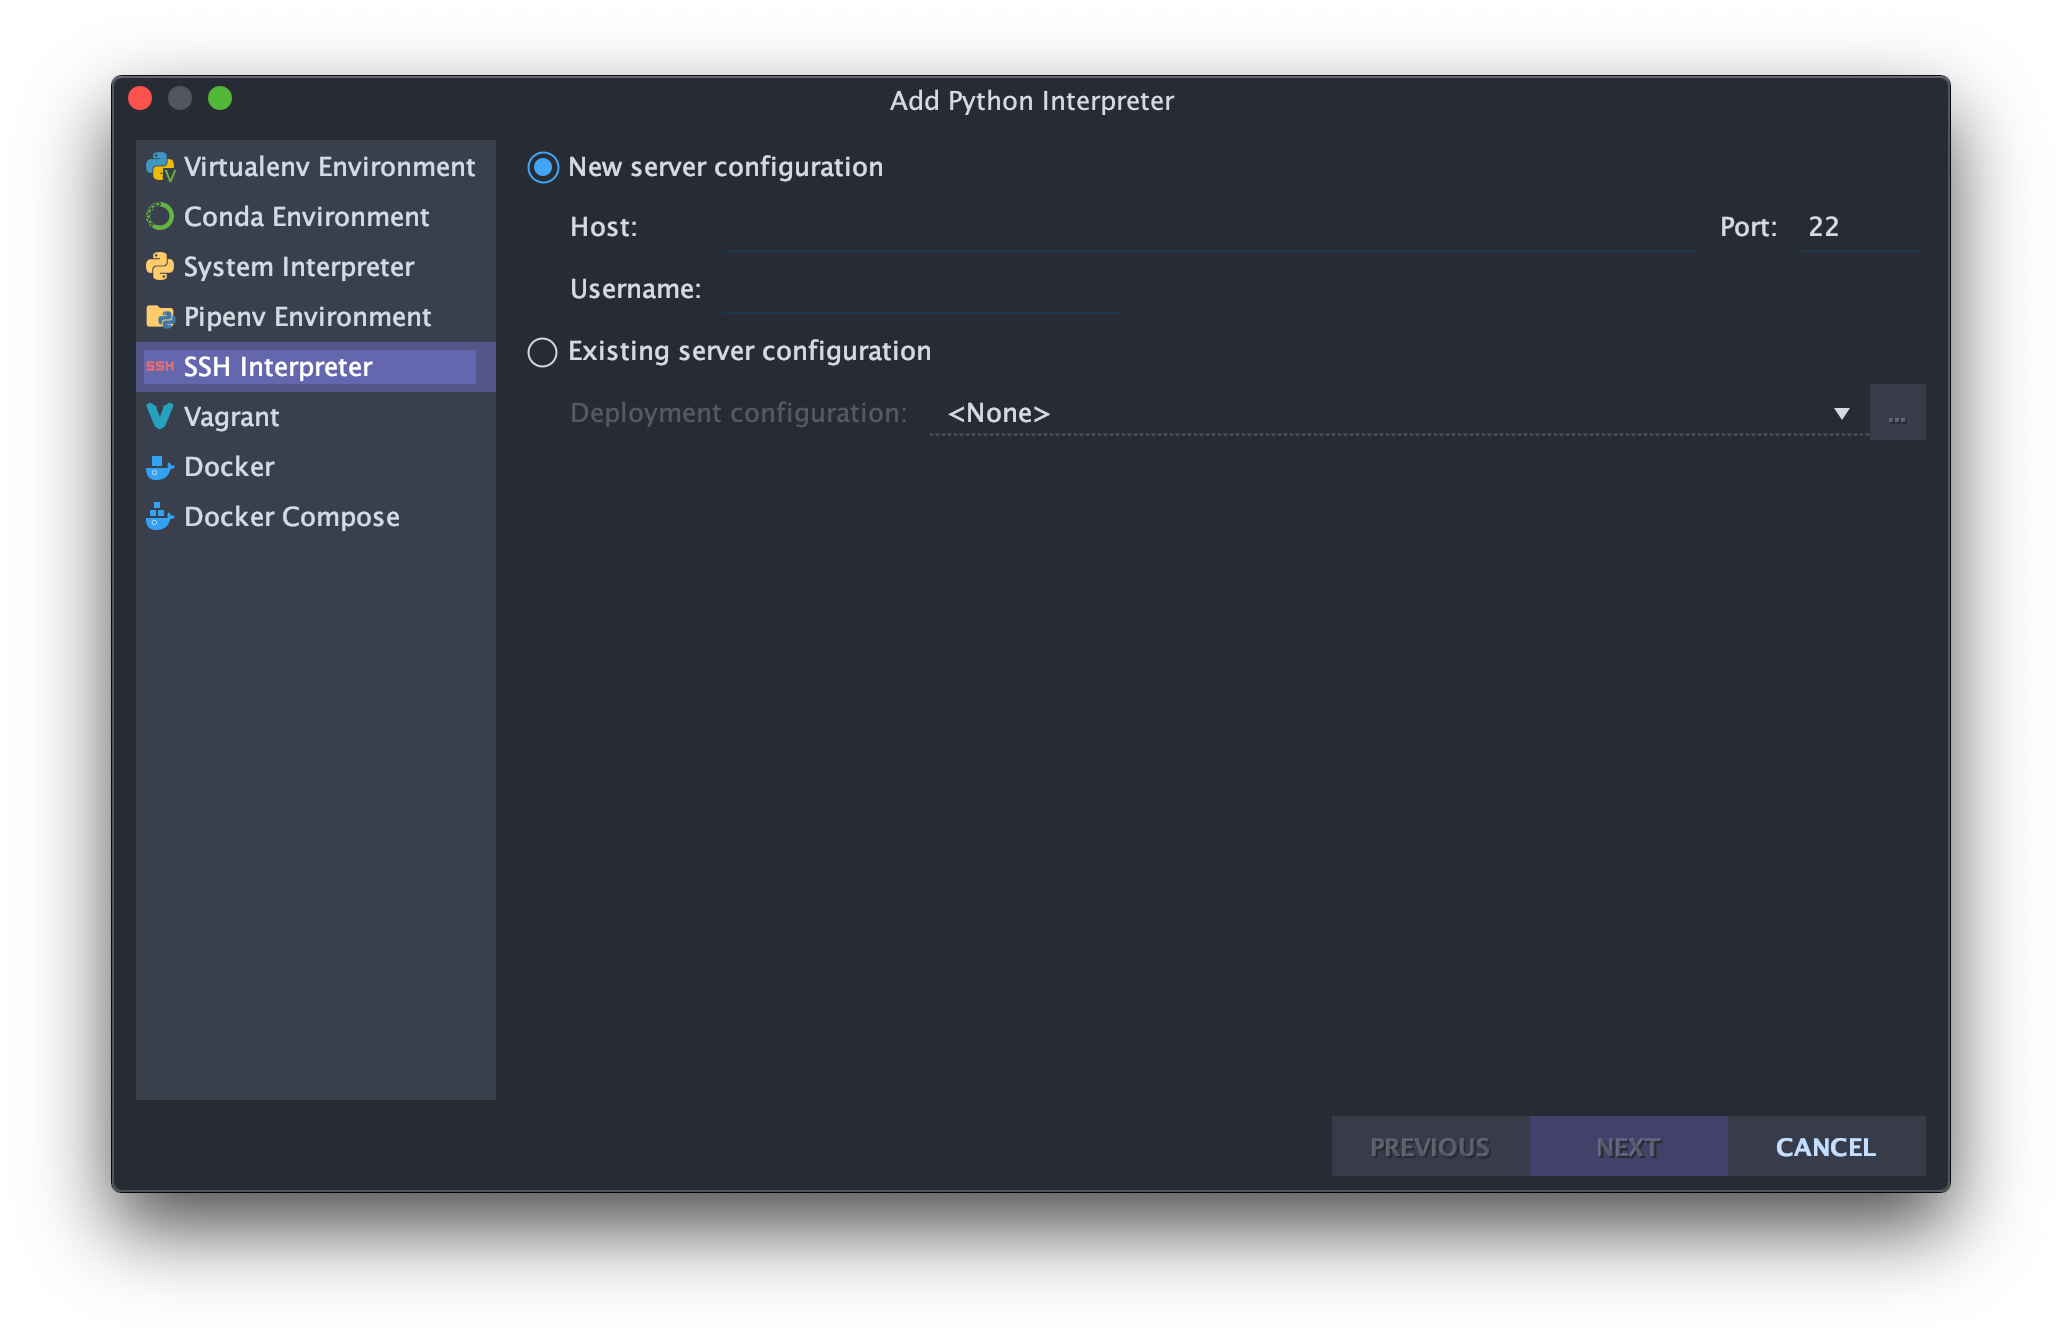 Add Python Interpreter
Virtualenv Environment
Conda Environment
System Interpreter
Pipenv Environment
SSH SSH Interpreter
Vagrant
Docker
Docker Compose
New server configuration
Host: Port: 22
Username:
Existing server configuration
Deployment configuration: <None> ...
PREVIOUS NEXT CANCEL